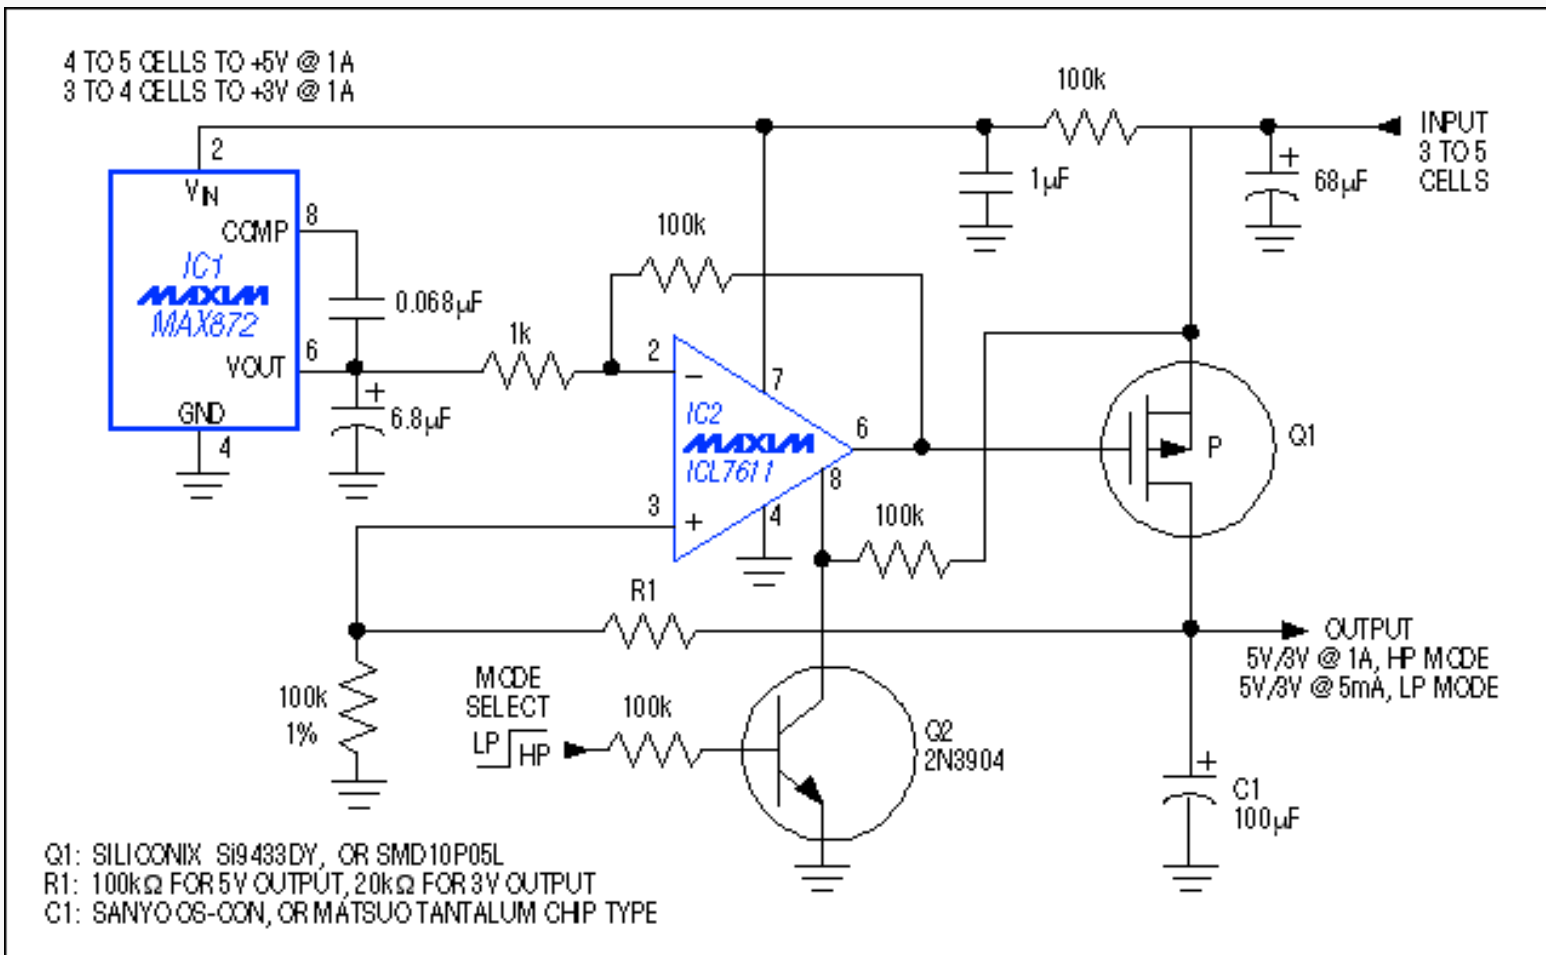 4 TO 5 CELLS TO +5V @ 1A
3 TO 4 CELLS TO +3V @ 1A
100k
INPUT
3 TO 5
CELLS
2
VIN
8
COMP
IC1
MAXIM
MAX872
0.068μF
VOUT
6
GND
4
6.8μF
1k
100k
1μF
+
68μF
2
−
7
IC2
MAXIM
ICL7611
6
8
3
+
4
100k
P
Q1
+
R1
OUTPUT
5V/3V @ 1A, HP MODE
5V/3V @ 5mA, LP MODE
100k
1%
MODE
SELECT
LP
HP
100k
Q2
2N3904
+
C1
100μF
Q1: SILICONIX Si9433DY, OR SMD10P05L
R1: 100kΩ FOR 5V OUTPUT, 20kΩ FOR 3V OUTPUT
C1: SANYO OS-CON, OR MATSUO TANTALUM CHIP TYPE